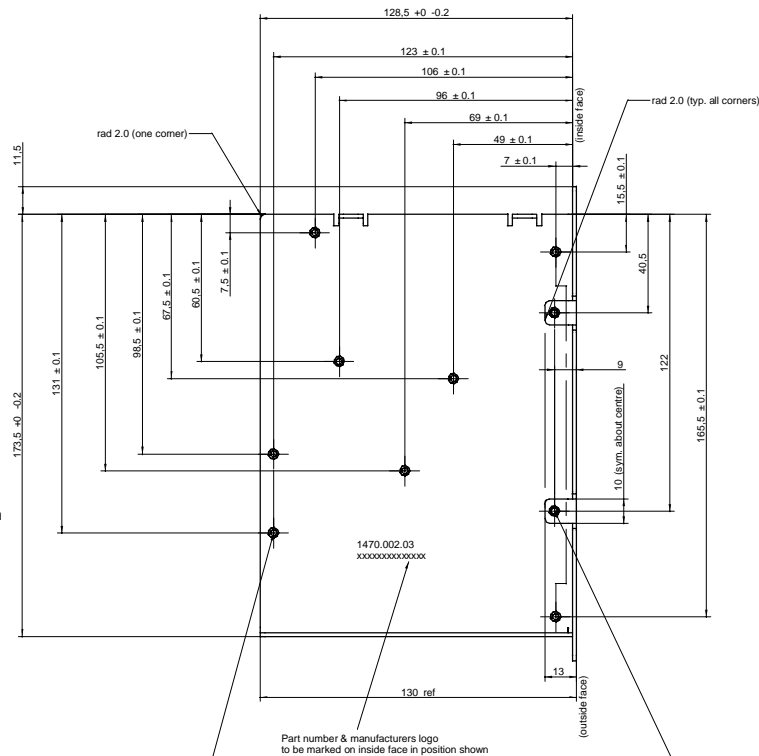 128,5 +0 -0.2
123 ± 0.1
106 ± 0.1
96 ± 0.1
69 ± 0.1
49 ± 0.1
7 ± 0.1
(inside face)
rad 2.0 (one corner)
rad 2.0 (typ. all corners)
11,5
15,5 ± 0.1
7,5 ± 0.1
60,5 ± 0.1
67,5 ± 0.1
98,5 ± 0.1
105,5 ± 0.1
131 ± 0.1
173,5 +0 -0.2
40,5
9
122
165,5 ± 0.1
10 (sym. about centre)
1470.002.03
xxxxxxxxxxxxxx
13
130 ref
(outside face)
Part number & manufacturers logo
to be marked on inside face in position shown